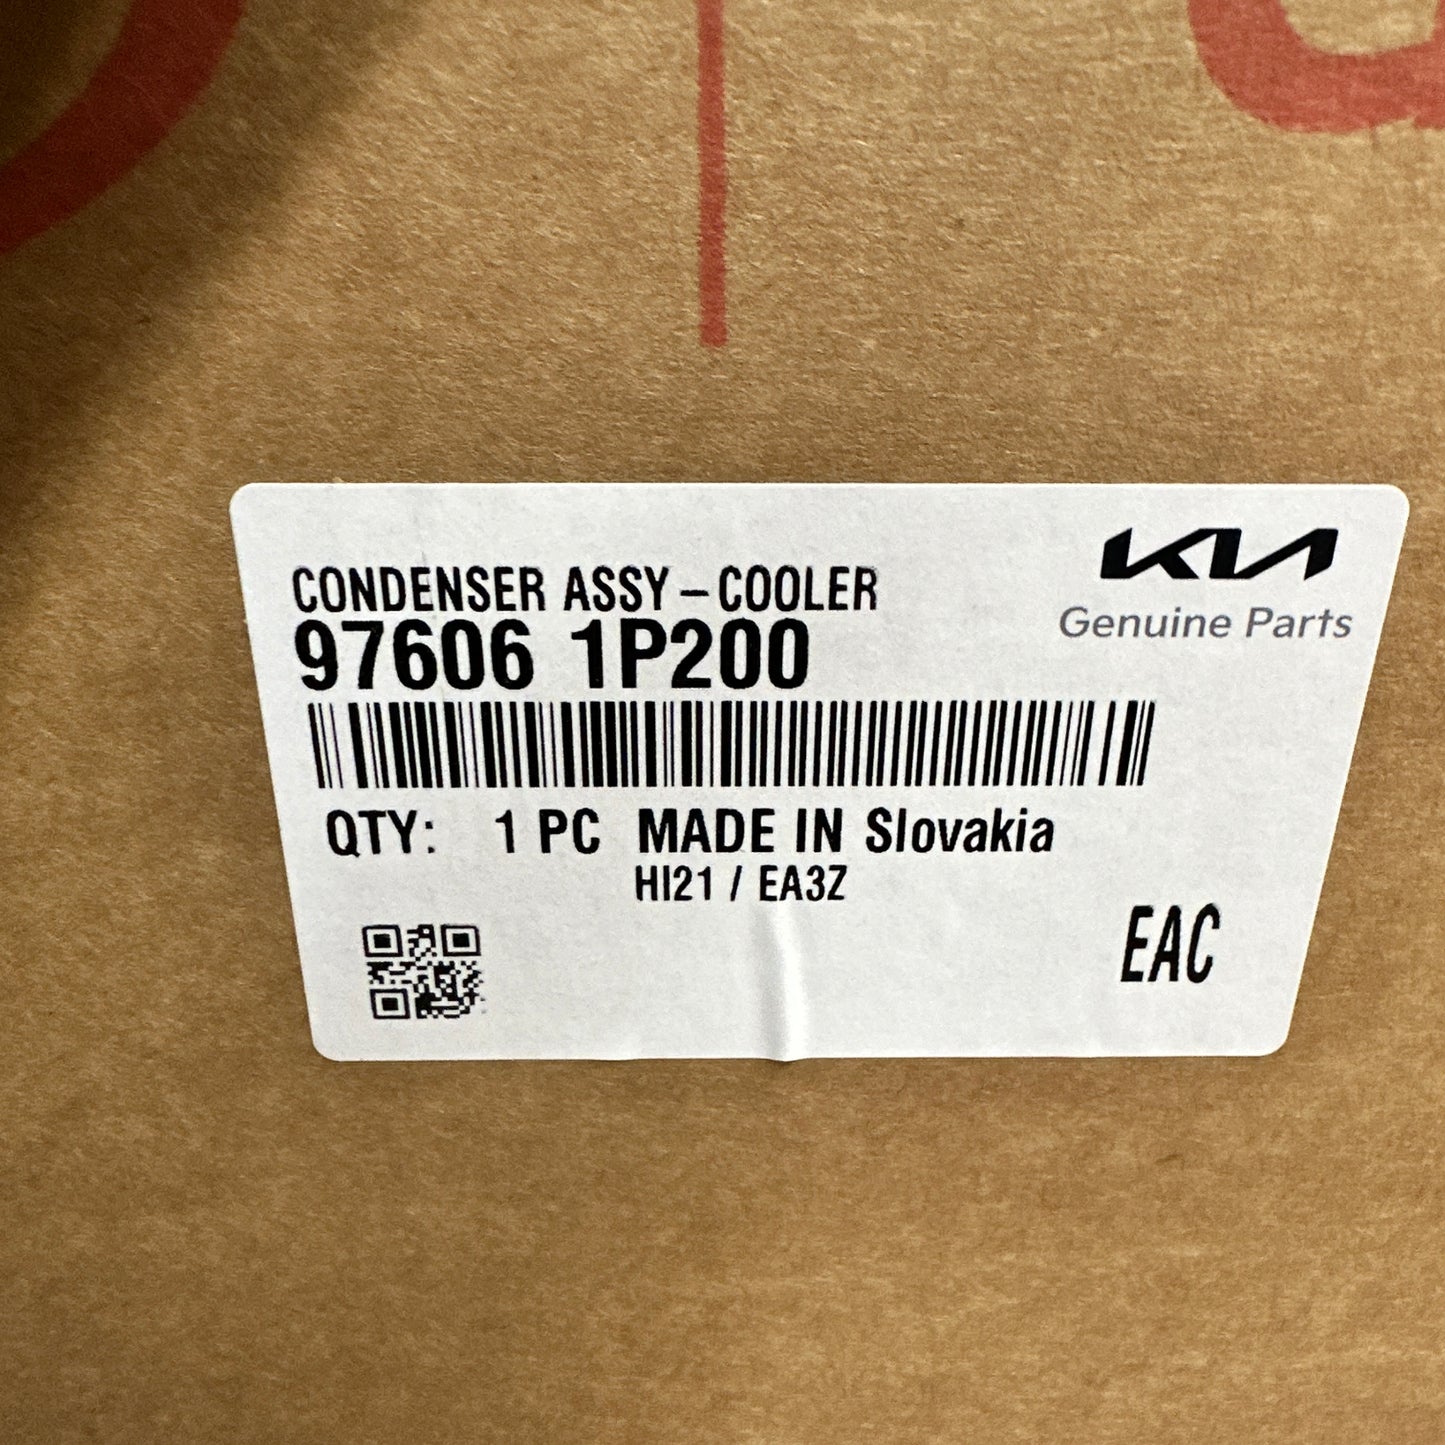 KIA
Genuine Parts
CONDENSER ASSY-COOLER
97606 1P200
QTY: 1 PC MADE IN Slovakia
HI21 / EA3Z
EAC